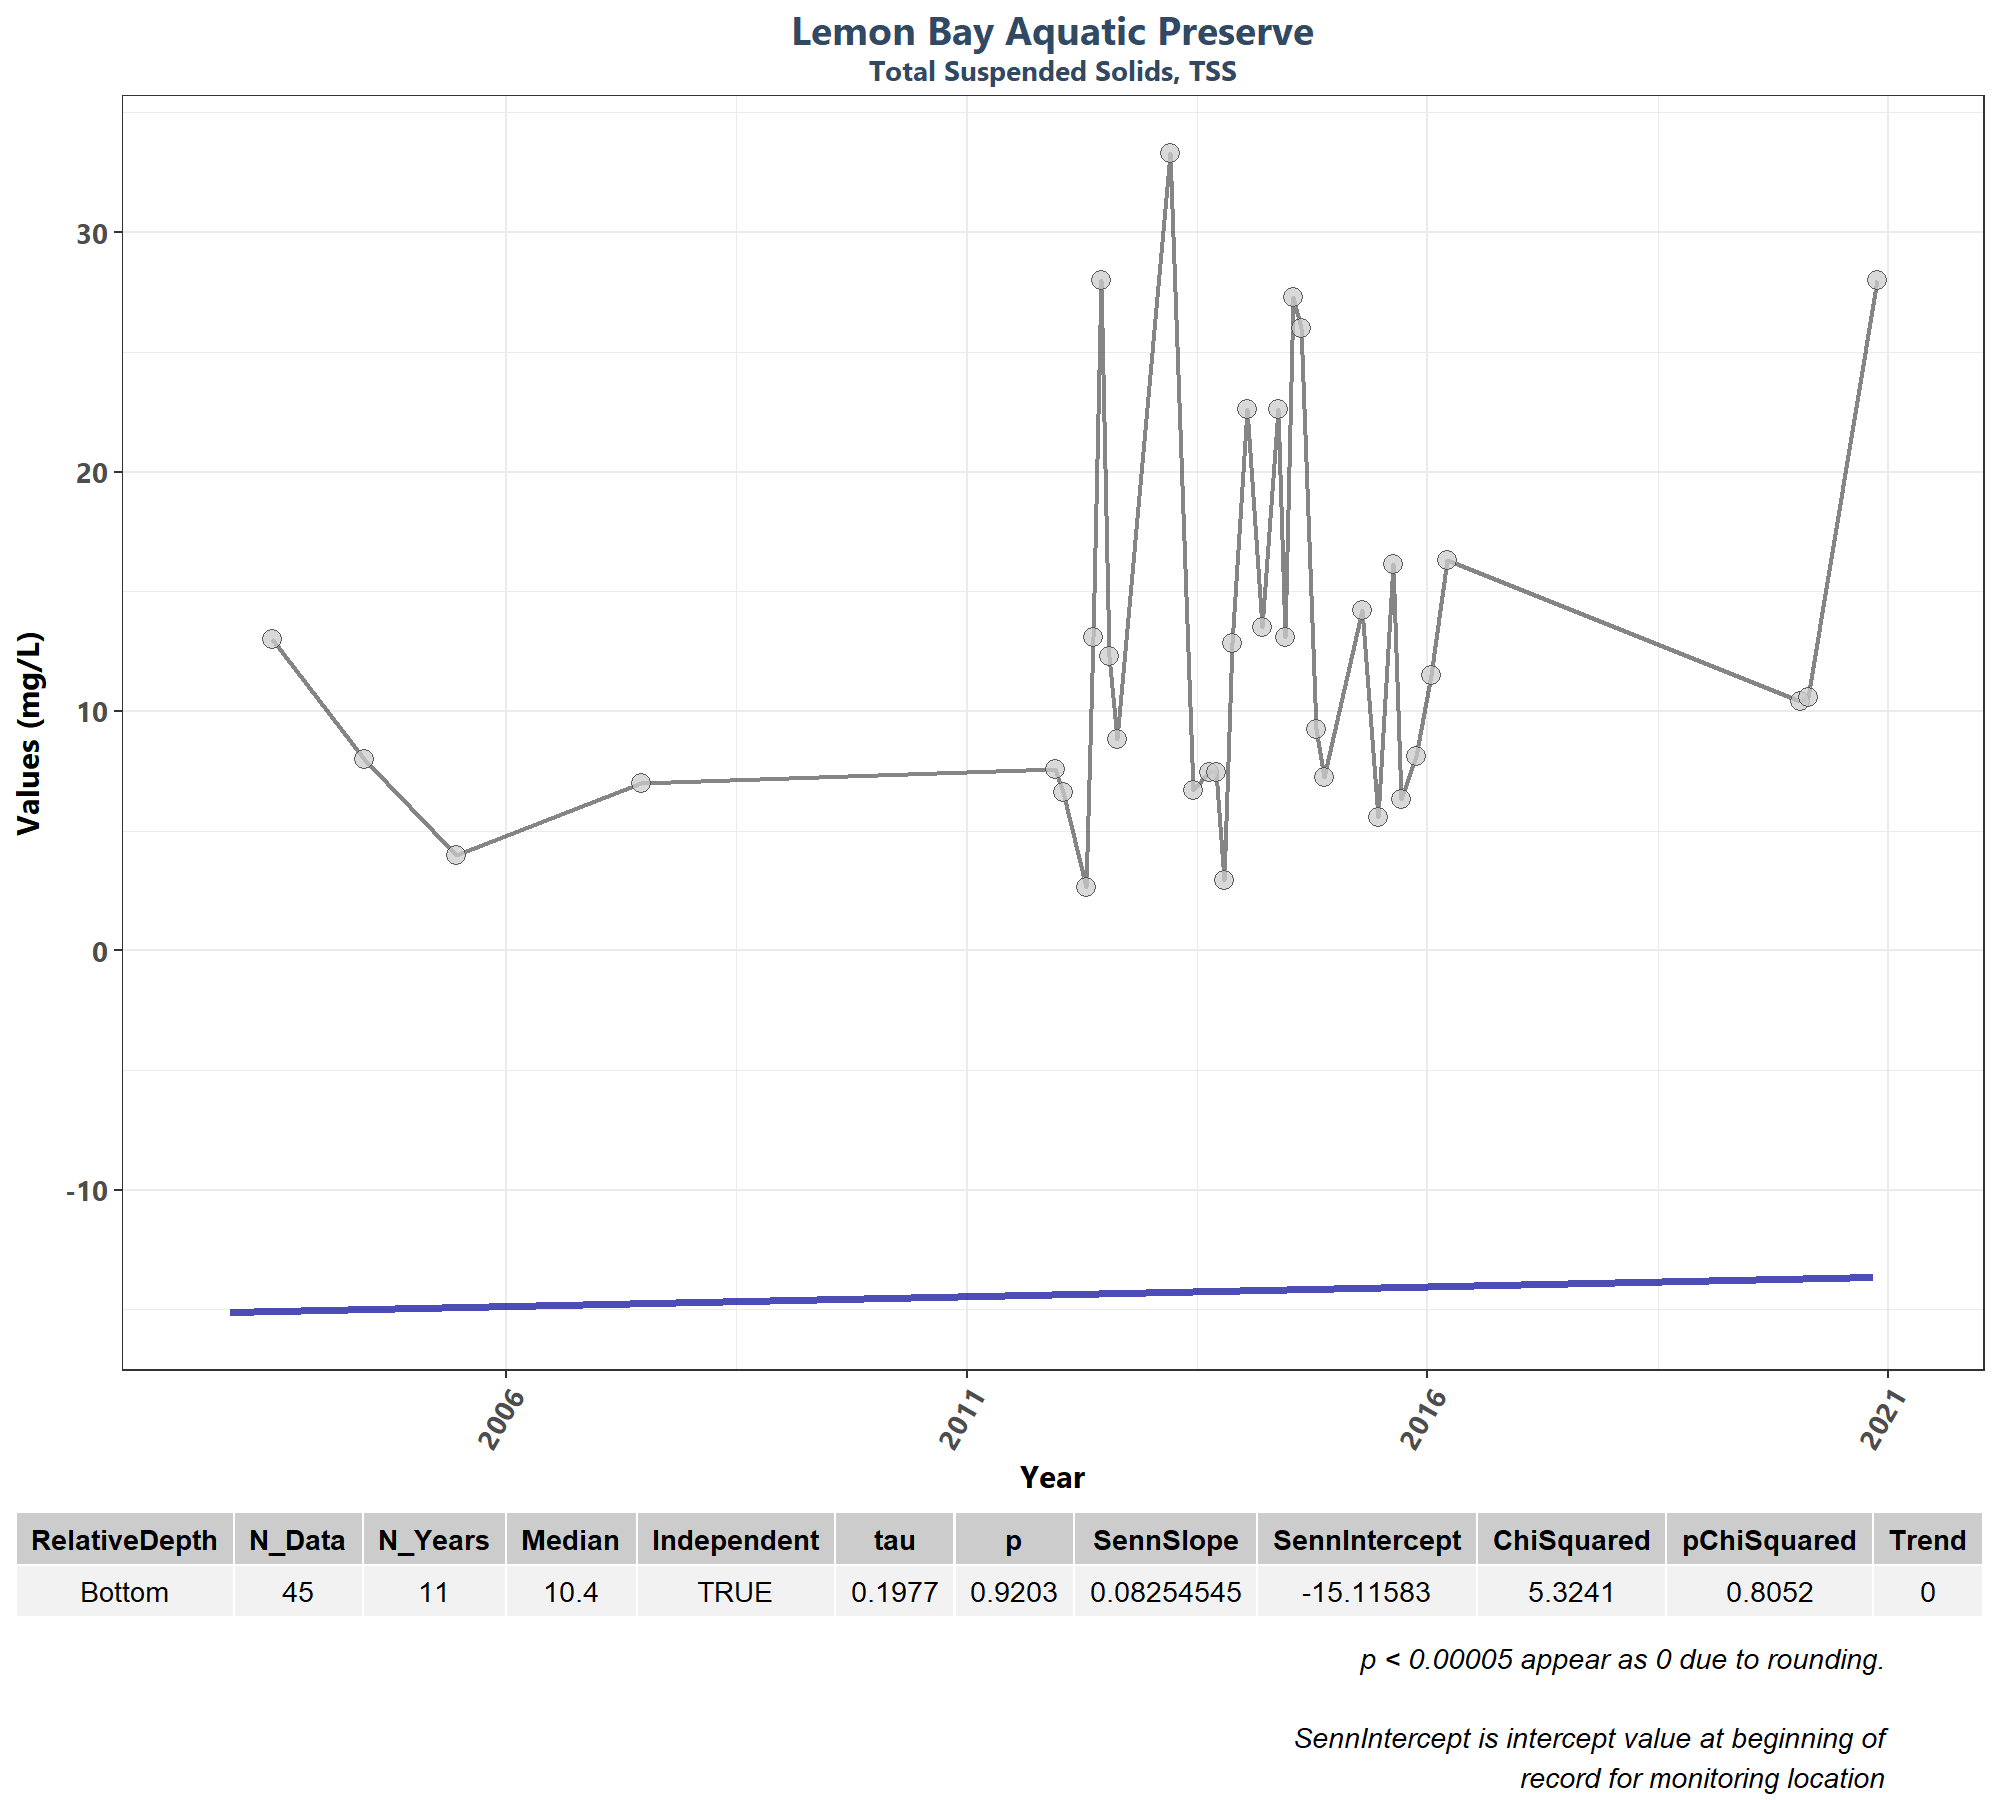 Lemon Bay Aquatic Preserve
Total Suspended Solids, TSS
Values (mg/L)
30
20
10
0
-10
2006 2011 2016 2021
Year
RelativeDepth N_Data N_Years Median Independent tau p SennSlope SennIntercept ChiSquared pChiSquared Trend
Bottom 45 11 10.4 TRUE 0.1977 0.9203 0.08254545 -15.11583 5.3241 0.8052 0
p < 0.00005 appear as 0 due to rounding.
SennIntercept is intercept value at beginning of
record for monitoring location